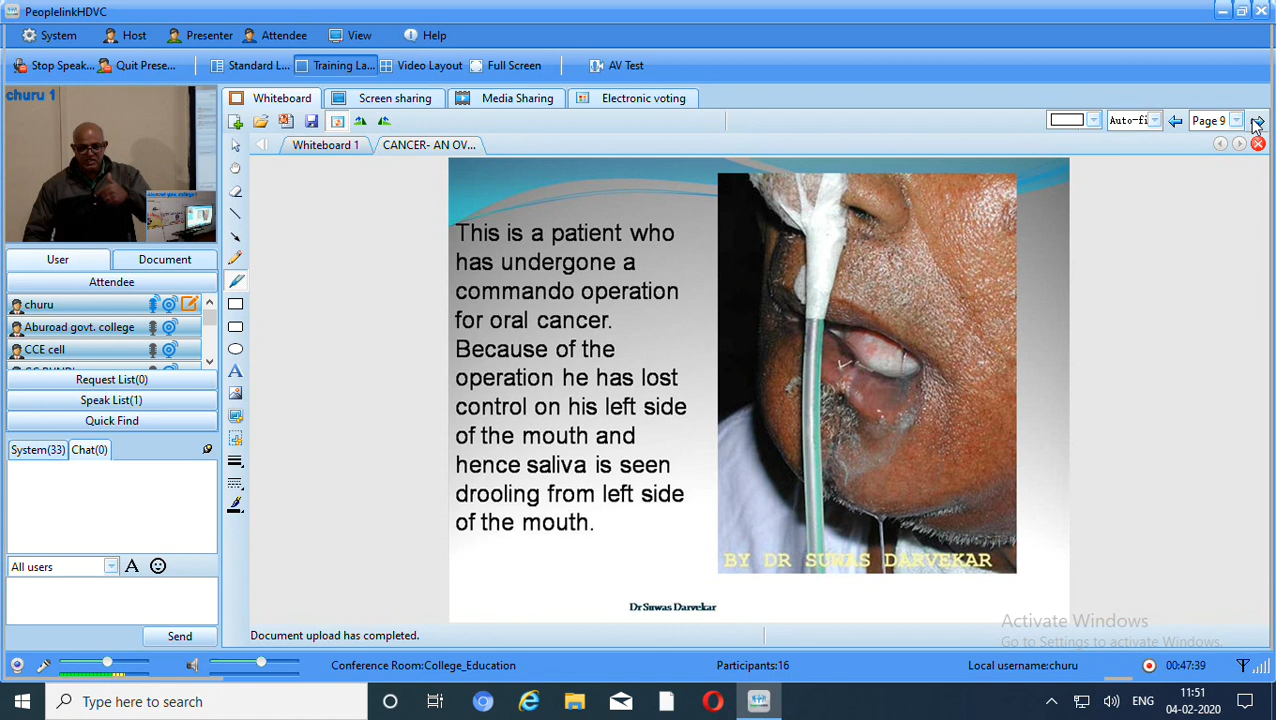 PeoplelinkHDVC
System Host Presenter Attendee View Help
Stop Speak... Quit Prese... Standard L... Training La... Video Layout Full Screen AV Test
churu 1
Whiteboard Screen sharing Media Sharing Electronic voting
Auto-fi Page 9
Whiteboard 1 CANCER- AN OV...
User Document
Attendee
churu
Aburoad govt. college
CCE cell
Request List(0)
Speak List(1)
Quick Find
System(33) Chat(0)
All users
Send
This is a patient who
has undergone a
commando operation
for oral cancer.
Because of the
operation he has lost
control on his left side
of the mouth and
hence saliva is seen
drooling from left side
of the mouth.
BY DR SUWAS DARVEKAR
Dr Suwas Darvekar
Activate Windows
Go to Settings to activate Windows.
Document upload has completed.
Conference Room:College_Education Participants:16 Local username:churu 00:47:39
Type here to search
ENG
11:51
04-02-2020